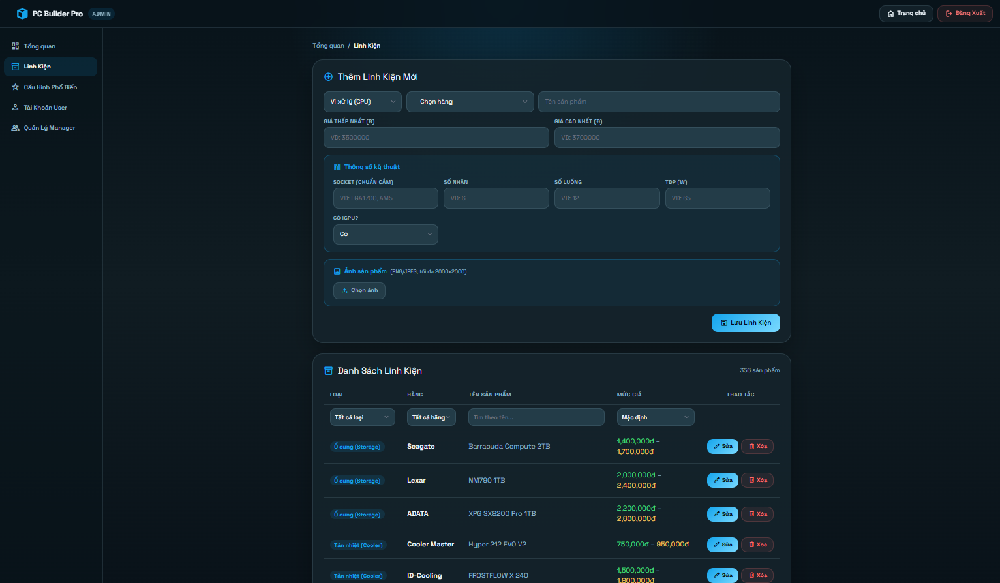 PC Builder Pro ADMIN
Trang chủ
Đăng Xuất
Tổng quan
Linh Kiện
Cấu Hình Phổ Biến
Tài Khoản User
Quản Lý Manager
Tổng quan / Linh Kiện
Thêm Linh Kiện Mới
Vi xử lý (CPU)
-- Chọn hãng --
Tên sản phẩm
GIÁ THẤP NHẤT (Đ)
GIÁ CAO NHẤT (Đ)
VD: 3500000
VD: 3700000
Thông số kỹ thuật
SOCKET (CHUẨN CẮM)
SỐ NHÂN
SỐ LUỒNG
TDP (W)
VD: LGA1700, AM5
VD: 6
VD: 12
VD: 65
CÓ IGPU?
Có
Ảnh sản phẩm (PNG/JPEG, tối đa 2000x2000)
Chọn ảnh
Lưu Linh Kiện
Danh Sách Linh Kiện
356 sản phẩm
LOẠI HÃNG TÊN SẢN PHẨM MỨC GIÁ THAO TÁC
Tất cả loại
Tất cả hãng
Tìm theo tên...
Mặc định
Ổ cứng (Storage) Seagate Barracuda Compute 2TB 1,400,000đ –
1,700,000đ
Sửa Xóa
Ổ cứng (Storage) Lexar NM790 1TB 2,000,000đ –
2,400,000đ
Sửa Xóa
Ổ cứng (Storage) ADATA XPG SX8200 Pro 1TB 2,200,000đ –
2,600,000đ
Sửa Xóa
Tản nhiệt (Cooler) Cooler Master Hyper 212 EVO V2 750,000đ – 950,000đ Sửa Xóa
Tản nhiệt (Cooler) ID-Cooling FROSTFLOW X 240 1,500,000đ –
1,800,000đ
Sửa Xóa